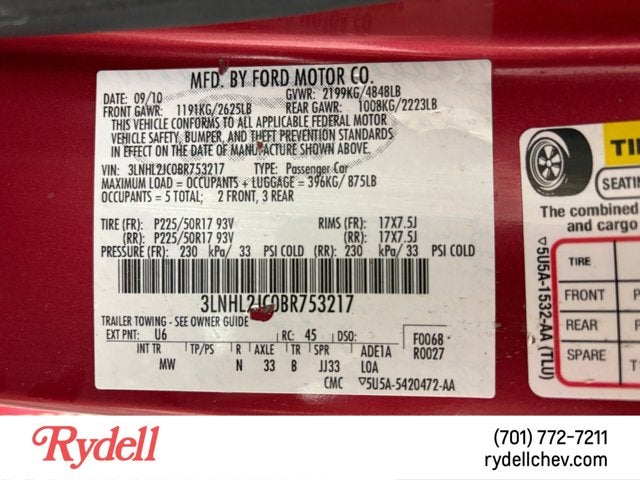 MFD. BY FORD MOTOR CO.
DATE: 09/10 GVWR: 2199KG/4848LB
FRONT GAWR: 1191KG/2625LB REAR GAWR: 1008KG/2223LB
THIS VEHICLE CONFORMS TO ALL APPLICABLE FEDERAL MOTOR
VEHICLE SAFETY, BUMPER, AND THEFT PREVENTION STANDARDS
IN EFFECT ON THE DATE OF MANUFACTURE SHOWN ABOVE.
VIN: 3LNHL2JC0BR753217 TYPE: Passenger Car
MAXIMUM LOAD = OCCUPANTS + LUGGAGE = 396KG/875LB
OCCUPANTS = 5 TOTAL; 2 FRONT, 3 REAR
TIRE (FR): P225/50R17 93V RIMS (FR): 17X7.5J
(RR): P225/50R17 93V (RR): 17X7.5J
PRESSURE (FR): 230 kPa/33 PSI COLD (RR): 230 kPa/33 PSI COLD
3LNHL2JC0BR753217
TRAILER TOWING - SEE OWNER GUIDE
EXT PNT: U6 RC: 45 DSO: F0068
R0027
INT TR TP/PS R AXLE TR SPR ADE1A
MW N 33 B JJ33 LOA
CMC ▽5U5A-5420472-AA
▽5U5A-1532-AA (TLU)
TI
SEATIN
The combined
and cargo
TIRE
FRONT P
REAR P
SPARE T
1
Rydell
(701) 772-7211
rydellchev.com